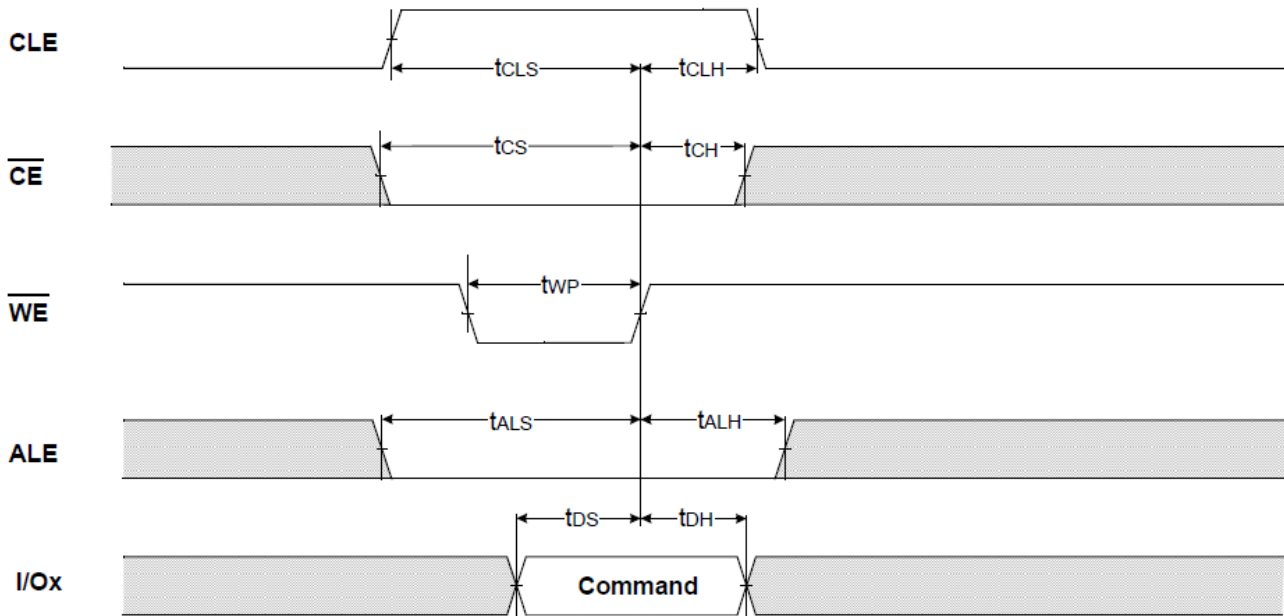 CLE
tCLS tCLH
CE
tCS tCH
WE
tWP
ALE
tALS tALH
I/Ox
tDS tDH
Command